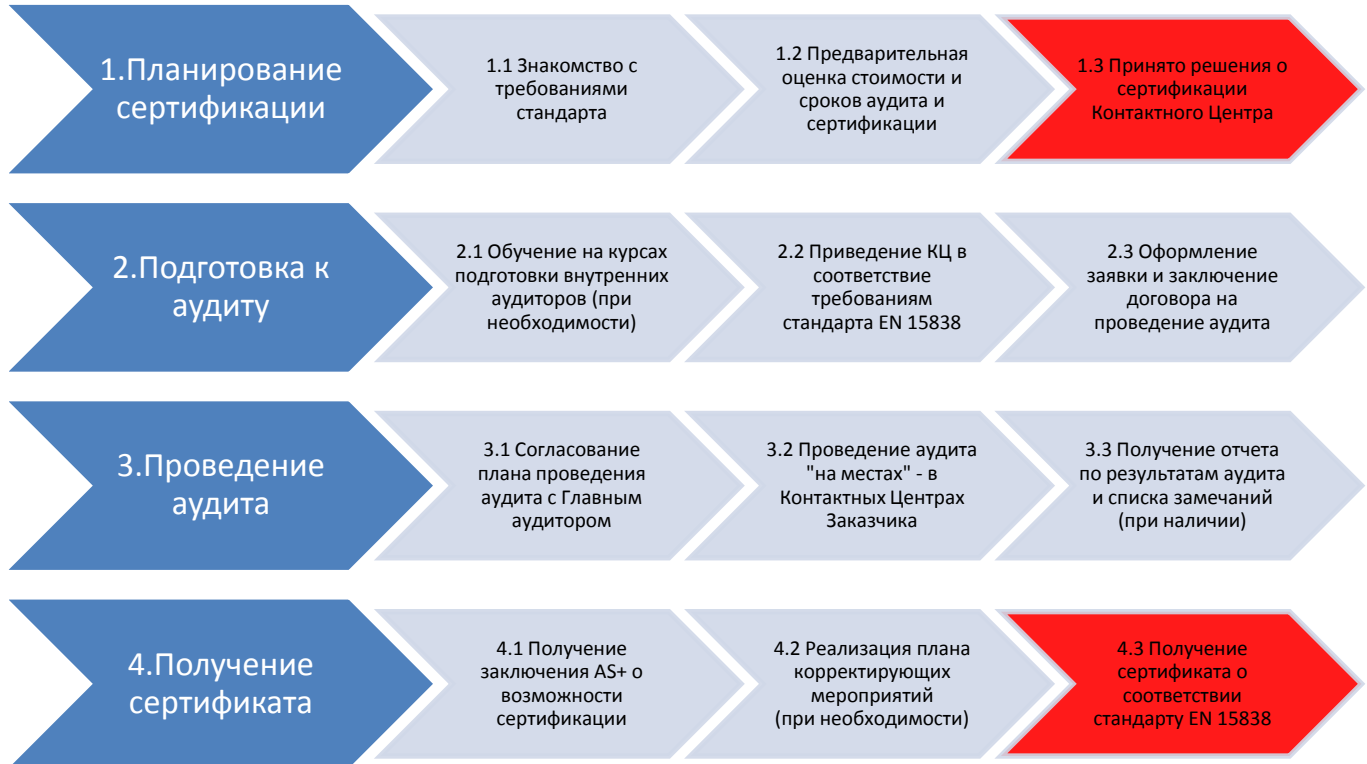 1.Планирование
сертификации
1.1 Знакомство с
требованиями
стандарта
1.2 Предварительная
оценка стоимости и
сроков аудита и
сертификации
1.3 Принято решения о
сертификации
Контактного Центра
2.Подготовка к
аудиту
2.1 Обучение на курсах
подготовки внутренних
аудиторов (при
необходимости)
2.2 Приведение КЦ в
соответствие
требованиям
стандарта EN 15838
2.3 Оформление
заявки и заключение
договора на
проведение аудита
3.Проведение
аудита
3.1 Согласование
плана проведения
аудита с Главным
аудитором
3.2 Проведение аудита
"на местах" - в
Контактных Центрах
Заказчика
3.3 Получение отчета
по результатам аудита
и списка замечаний
(при наличии)
4.Получение
сертификата
4.1 Получение
заключения AS+ о
возможности
сертификации
4.2 Реализация плана
корректирующих
мероприятий
(при необходимости)
4.3 Получение
сертификата о
соответствии
стандарту EN 15838